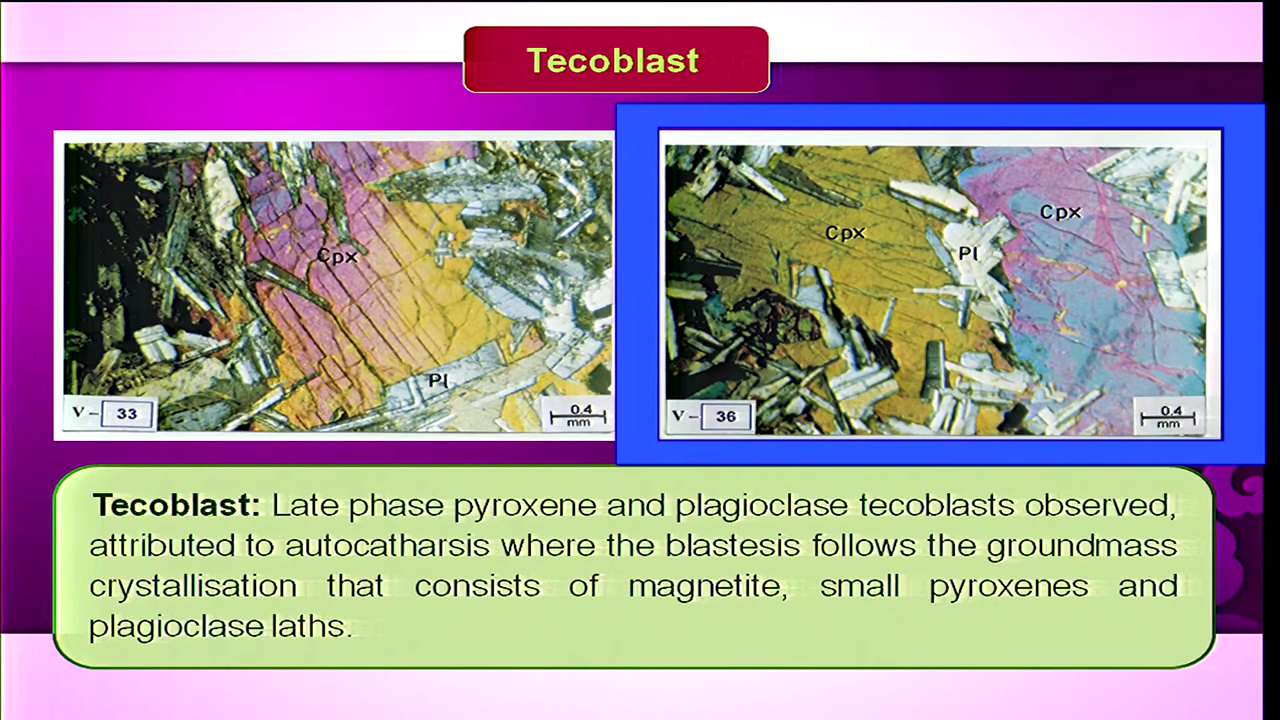 Tecoblast
Cpx
Pl
V – 33
0.4
mm
Cpx
Cpx
Pl
V – 36
0.4
mm
Tecoblast: Late phase pyroxene and plagioclase tecoblasts observed,
attributed to autocatharsis where the blastesis follows the groundmass
crystallisation that consists of magnetite, small pyroxenes and
plagioclase laths.